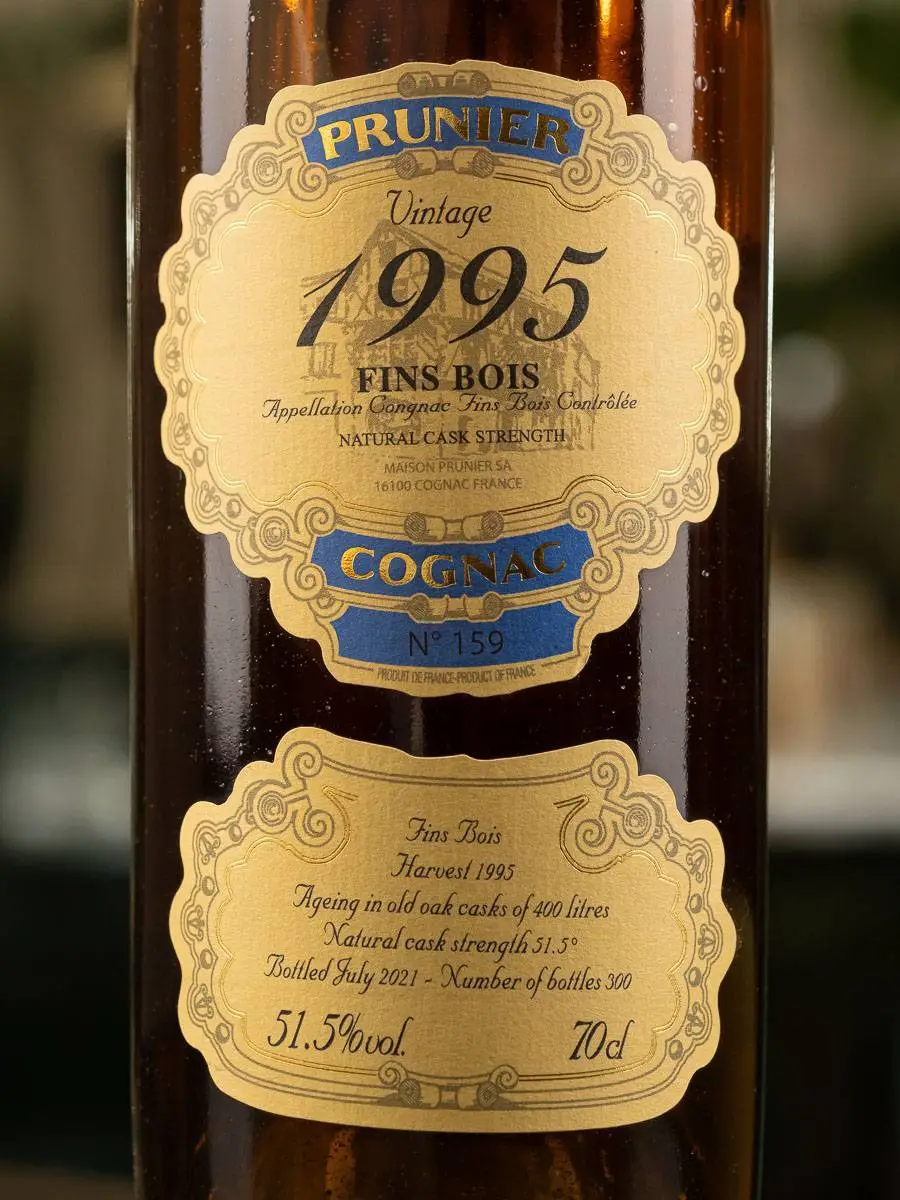 PRUNIER
Vintage
1995
FINS BOIS
Appellation Congnac Fins Bois Contrôlée
NATURAL CASK STRENGTH
MAISON PRUNIER SA
16100 COGNAC FRANCE
COGNAC
N° 159
PRODUIT DE FRANCE-PRODUCT OF FRANCE
Fins Bois
Harvest 1995
Ageing in old oak casks of 400 litres
Natural cask strength 51.5°
Bottled July 2021 - Number of bottles 300
51.5%vol. 70cl